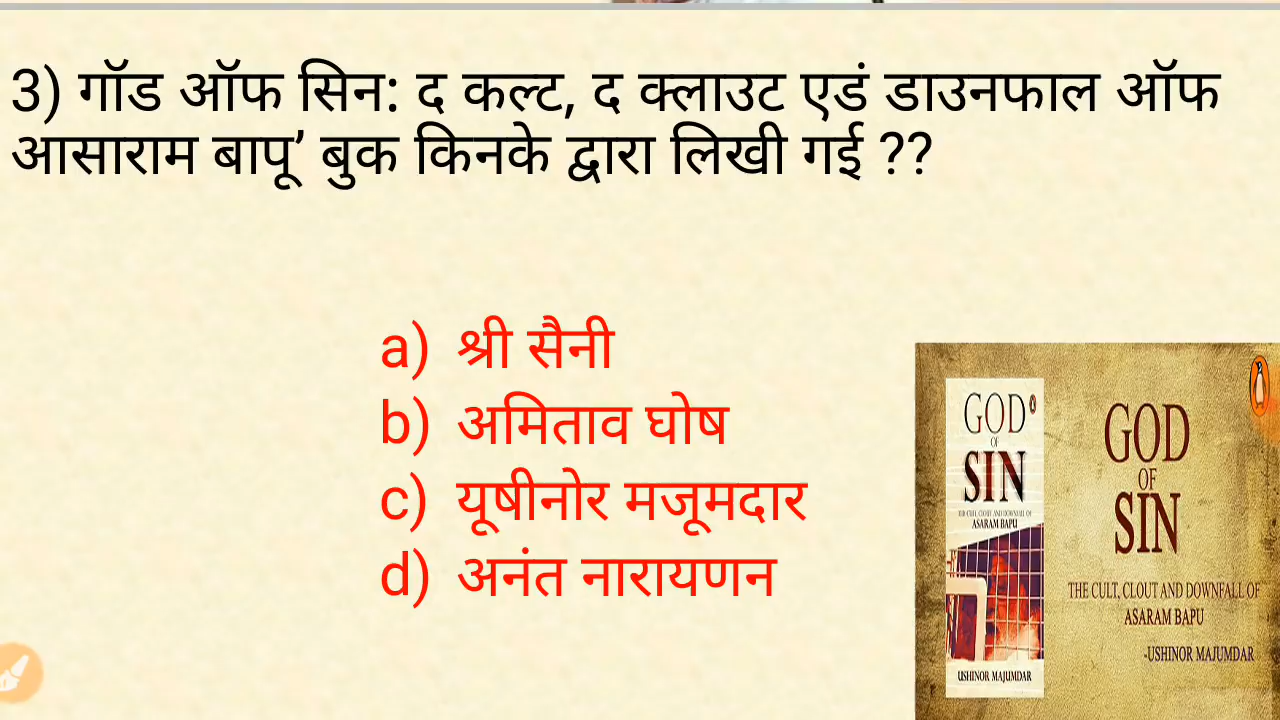 3) गॉड ऑफ सिन: द कल्ट, द क्लाउट एडं डाउनफाल ऑफ
आसाराम बापू’ बुक किनके द्वारा लिखी गई ??
a) श्री सैनी
b) अमिताव घोष
c) यूषीनोर मजूमदार
d) अनंत नारायणन
GOD
OF
SIN
THE CULT, CLOUT AND DOWNFALL OF
ASARAM BAPU
USHINOR MAJUMDAR
GOD
OF
SIN
THE CULT, CLOUT AND DOWNFALL OF
ASARAM BAPU
-USHINOR MAJUMDAR